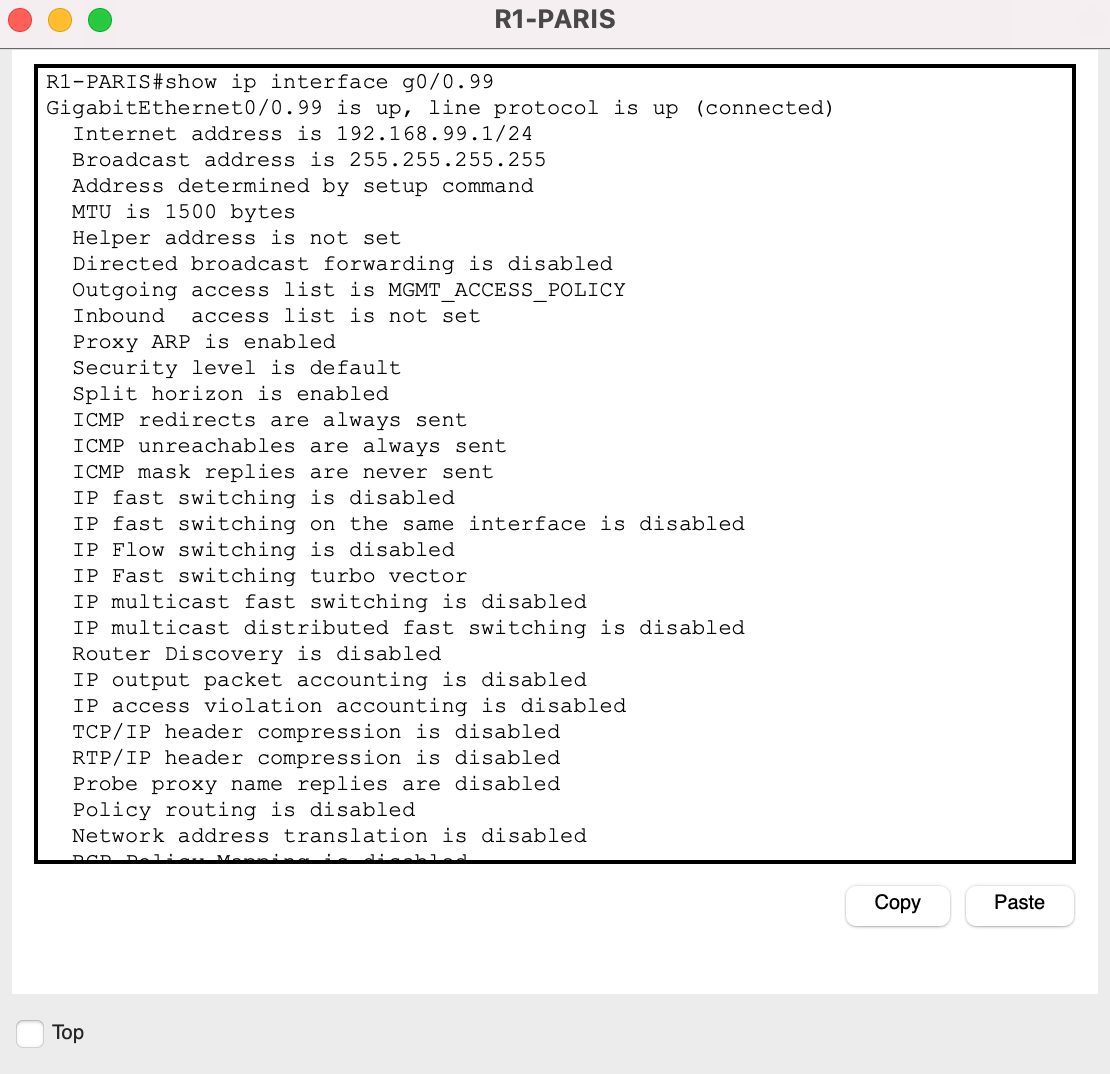 R1-PARIS
R1-PARIS#show ip interface g0/0.99
GigabitEthernet0/0.99 is up, line protocol is up (connected)
  Internet address is 192.168.99.1/24
  Broadcast address is 255.255.255.255
  Address determined by setup command
  MTU is 1500 bytes
  Helper address is not set
  Directed broadcast forwarding is disabled
  Outgoing access list is MGMT_ACCESS_POLICY
  Inbound  access list is not set
  Proxy ARP is enabled
  Security level is default
  Split horizon is enabled
  ICMP redirects are always sent
  ICMP unreachables are always sent
  ICMP mask replies are never sent
  IP fast switching is disabled
  IP fast switching on the same interface is disabled
  IP Flow switching is disabled
  IP Fast switching turbo vector
  IP multicast fast switching is disabled
  IP multicast distributed fast switching is disabled
  Router Discovery is disabled
  IP output packet accounting is disabled
  IP access violation accounting is disabled
  TCP/IP header compression is disabled
  RTP/IP header compression is disabled
  Probe proxy name replies are disabled
  Policy routing is disabled
  Network address translation is disabled
  BGP Policy Mapping is disabled
Copy
Paste
Top